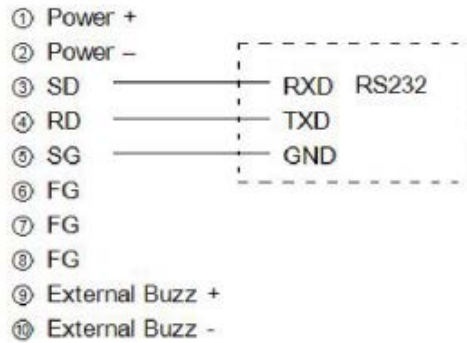 ① Power +
② Power –
③ SD RXD RS232
④ RD TXD
⑤ SG GND
⑥ FG
⑦ FG
⑧ FG
⑨ External Buzz +
⑩ External Buzz -